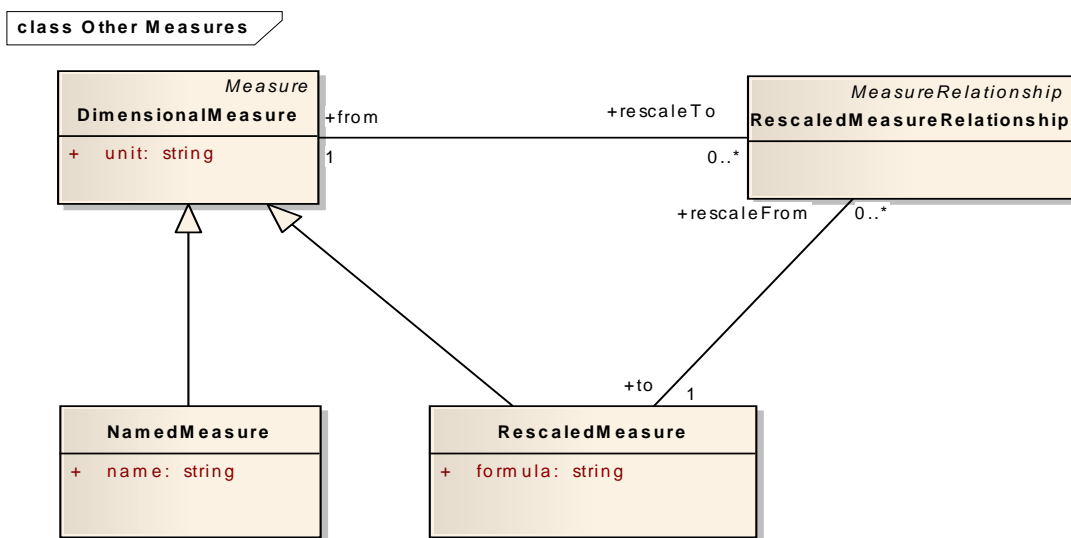 class Other Measures
Measure
DimensionalMeasure
+ unit: string
+from
1
+rescaleTo
0..*
MeasureRelationship
RescaledMeasureRelationship
+rescaleFrom
0..*
+to
1
NamedMeasure
+ name: string
RescaledMeasure
+ formula: string